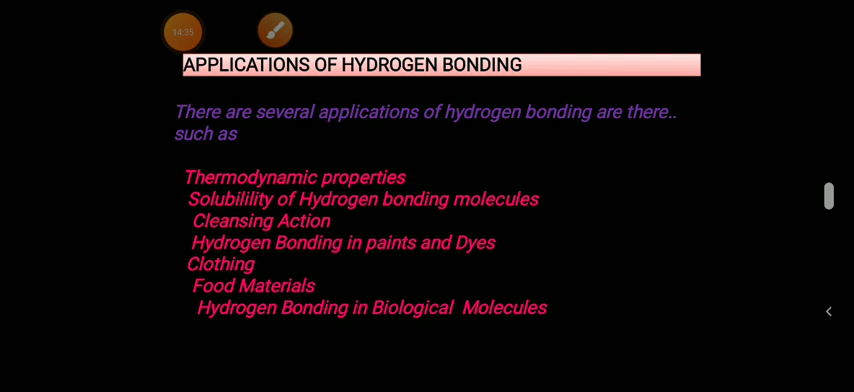 14:35
APPLICATIONS OF HYDROGEN BONDING
There are several applications of hydrogen bonding are there..
such as
Thermodynamic properties
Solubilility of Hydrogen bonding molecules
Cleansing Action
Hydrogen Bonding in paints and Dyes
Clothing
Food Materials
Hydrogen Bonding in Biological Molecules